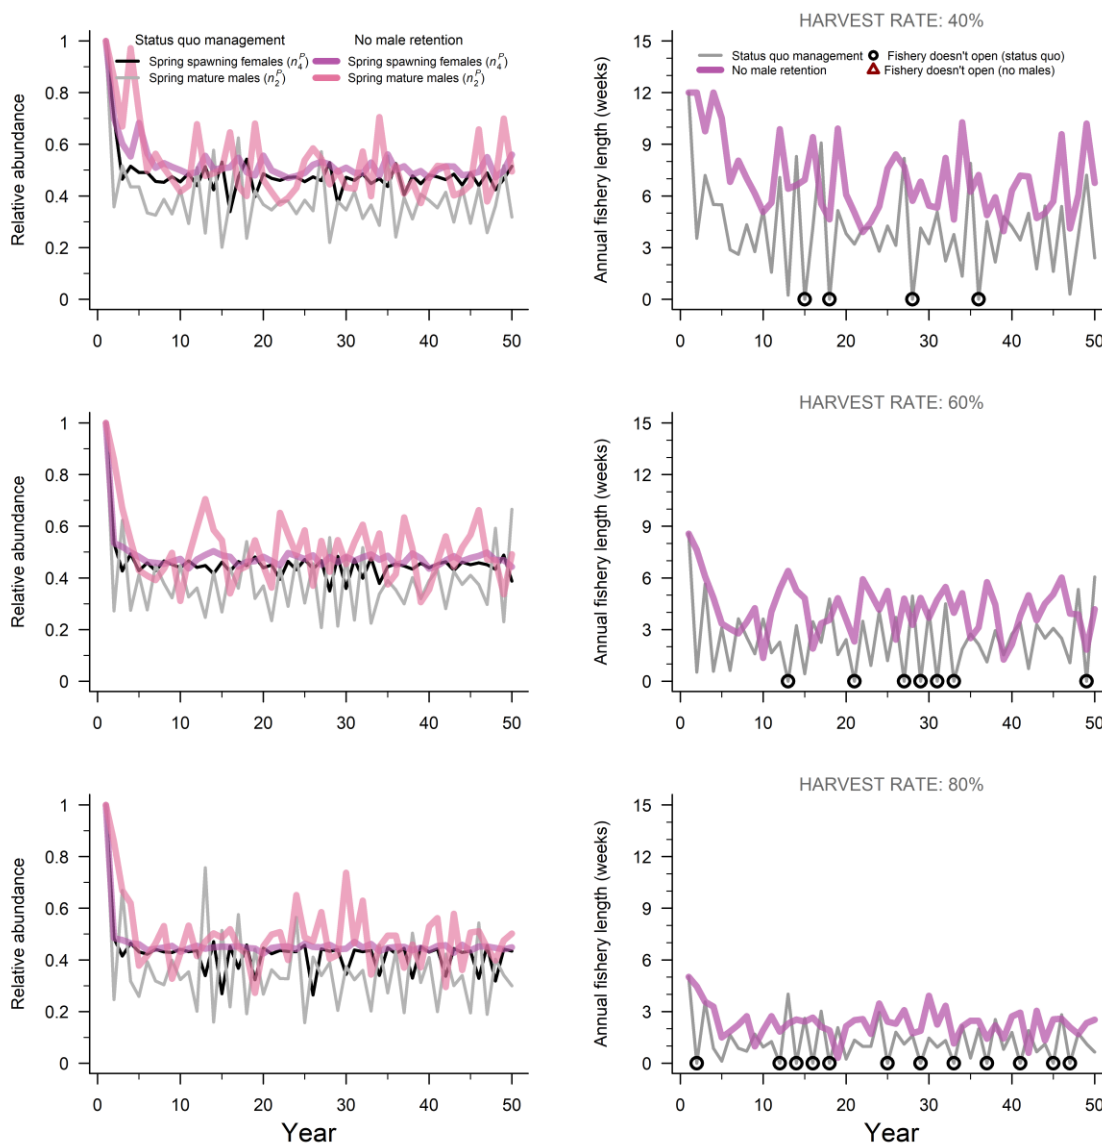 HARVEST RATE: 40%
Status quo management No male retention
Spring spawning females (n₄ᴾ) Spring spawning females (n₄ᴾ)
Spring mature males (n₂ᴾ) Spring mature males (n₂ᴾ)
Relative abundance
1
0.8
0.6
0.4
0.2
0
0 10 20 30 40 50
Status quo management Fishery doesn't open (status quo)
No male retention Fishery doesn't open (no males)
Annual fishery length (weeks)
15
12
9
6
3
0
0 10 20 30 40 50
HARVEST RATE: 60%
Relative abundance
1
0.8
0.6
0.4
0.2
0
0 10 20 30 40 50
Annual fishery length (weeks)
15
12
9
6
3
0
0 10 20 30 40 50
HARVEST RATE: 80%
Relative abundance
1
0.8
0.6
0.4
0.2
0
0 10 20 30 40 50
Year
Annual fishery length (weeks)
15
12
9
6
3
0
0 10 20 30 40 50
Year